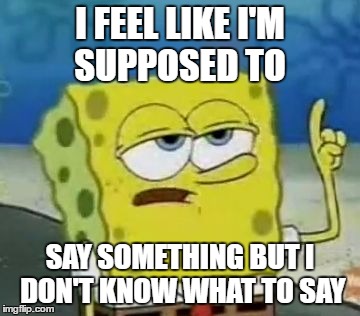 I FEEL LIKE I'M
SUPPOSED TO
SAY SOMETHING BUT I
DON'T KNOW WHAT TO SAY
imgflip.com